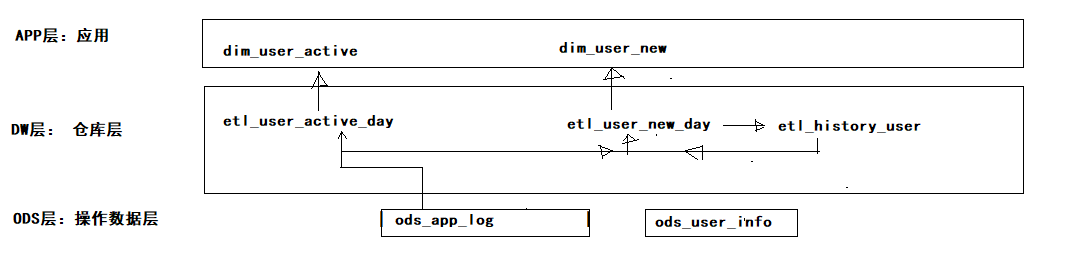 APP层：应用
dim_user_active
dim_user_new
DW层： 仓库层
etl_user_active_day
etl_user_new_day
etl_history_user
ODS层：操作数据层
ods_app_log
ods_user_info